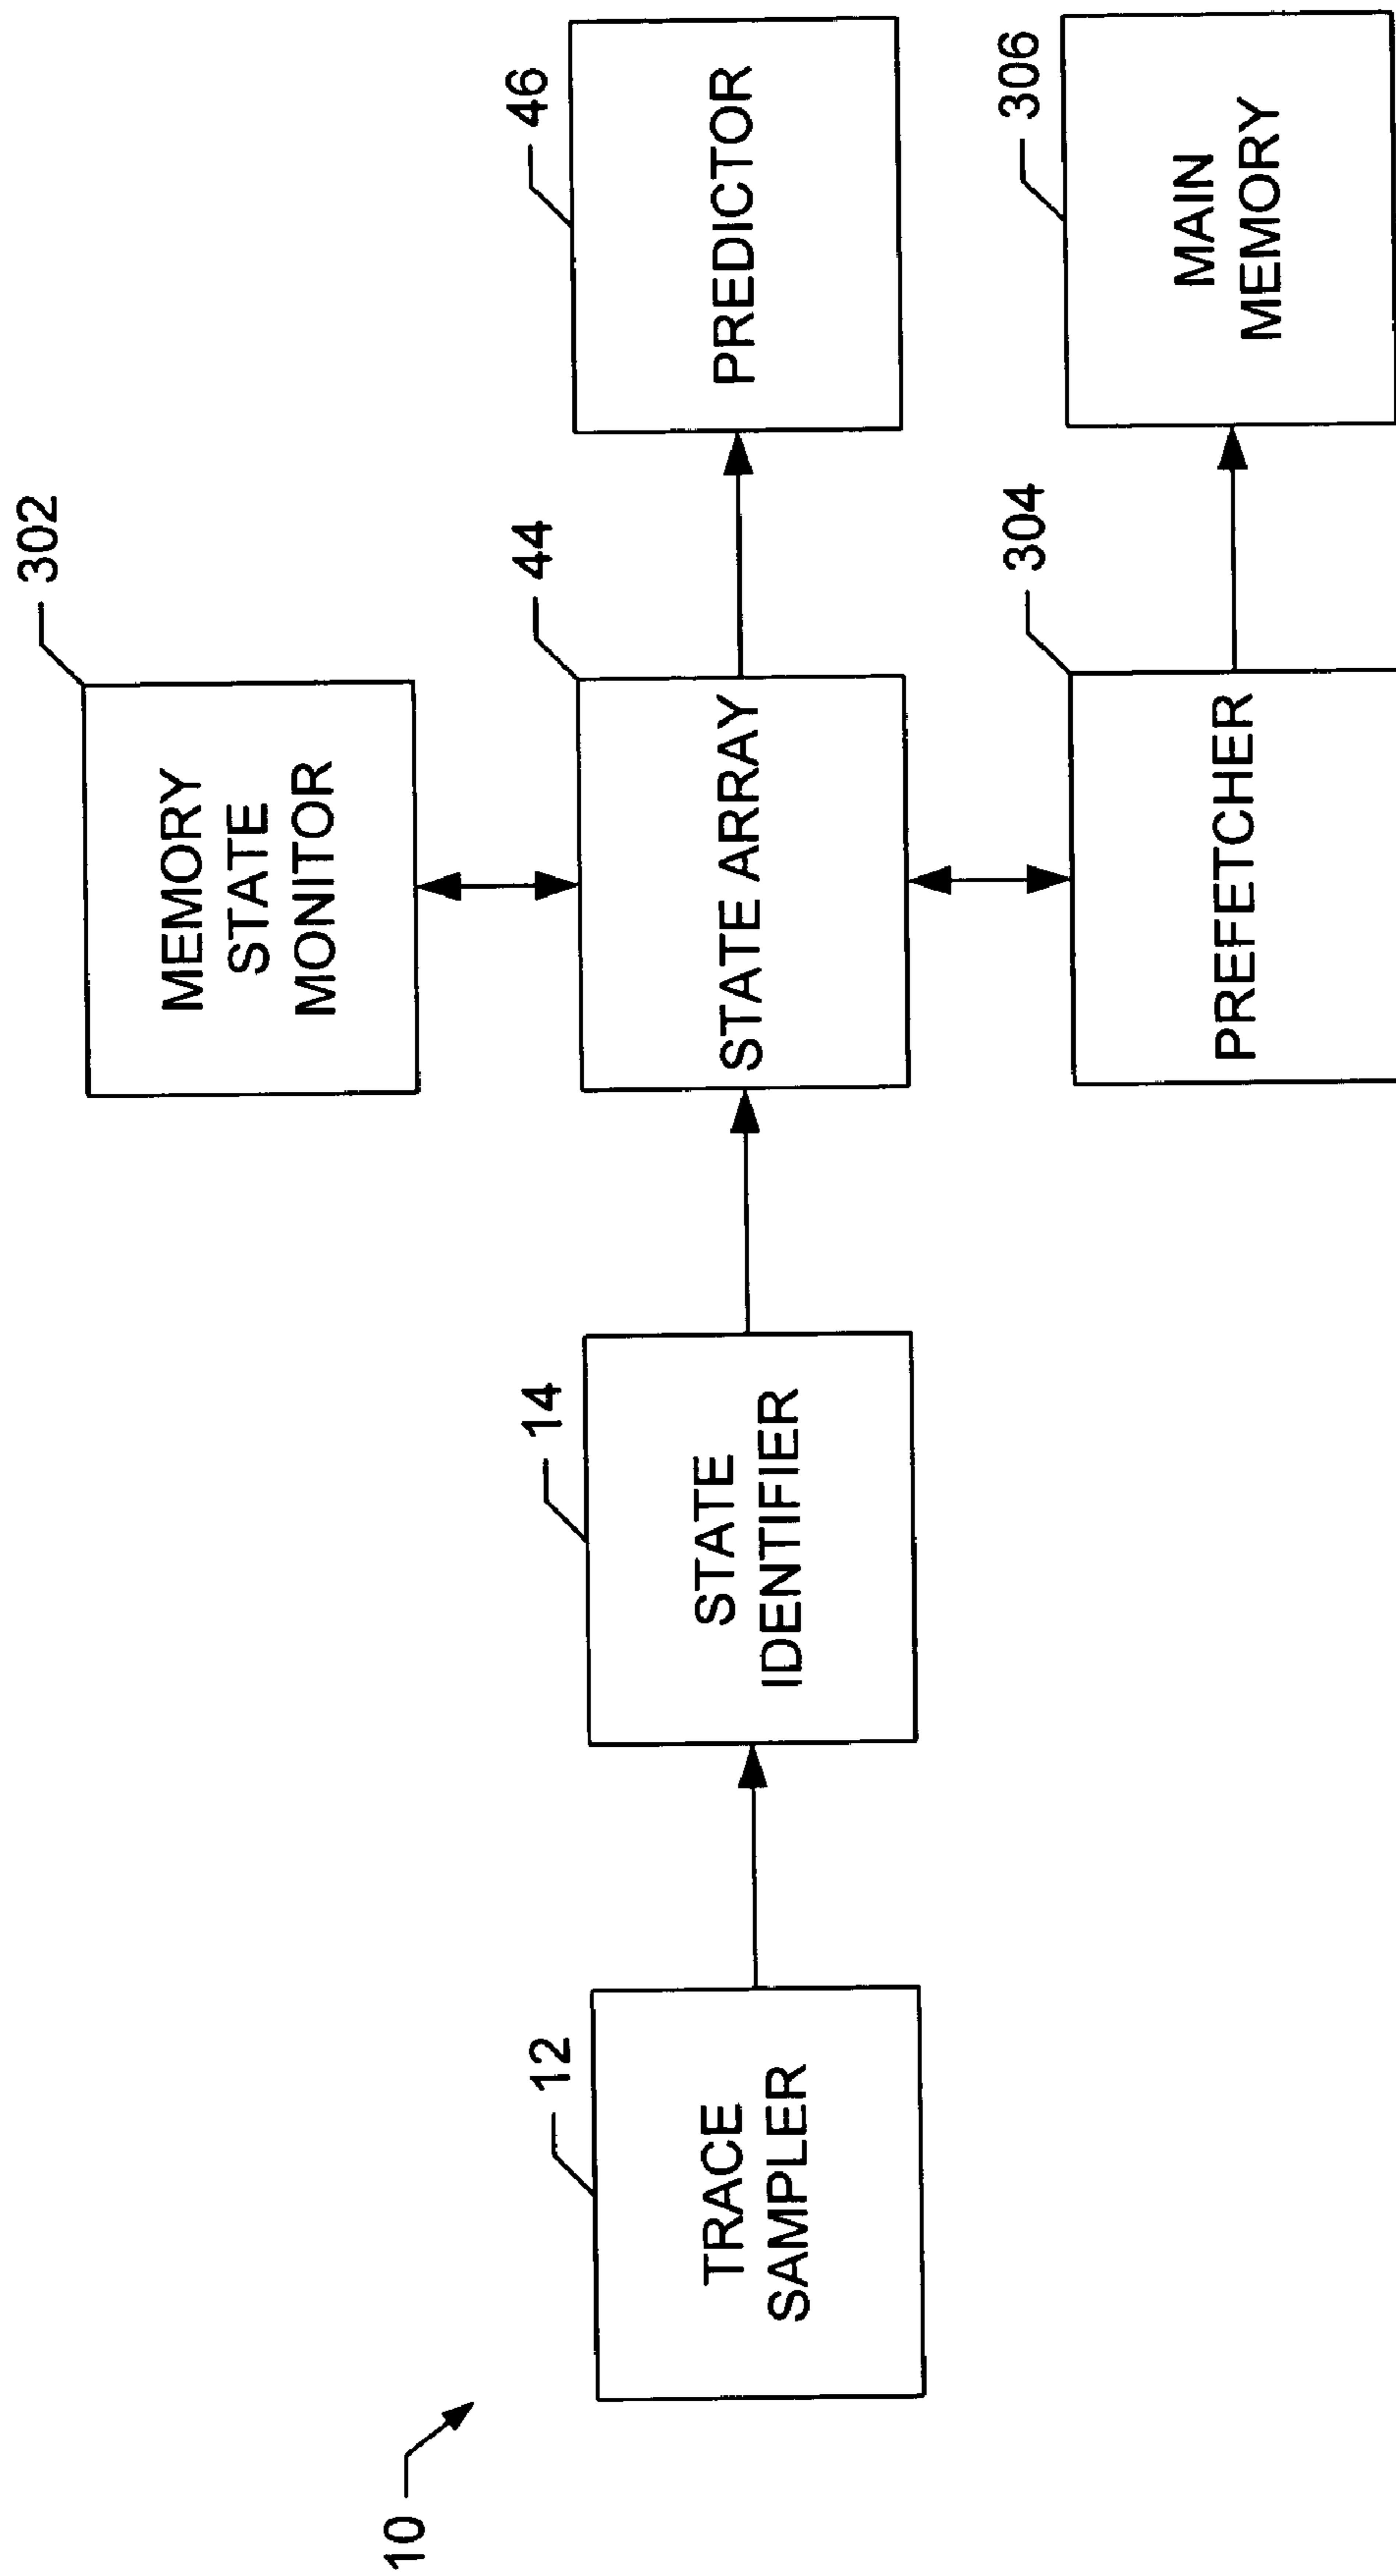 10
12
TRACE
SAMPLER
14
STATE
IDENTIFIER
302
MEMORY
STATE
MONITOR
44
STATE ARRAY
304
PREFETCHER
46
PREDICTOR
306
MAIN
MEMORY